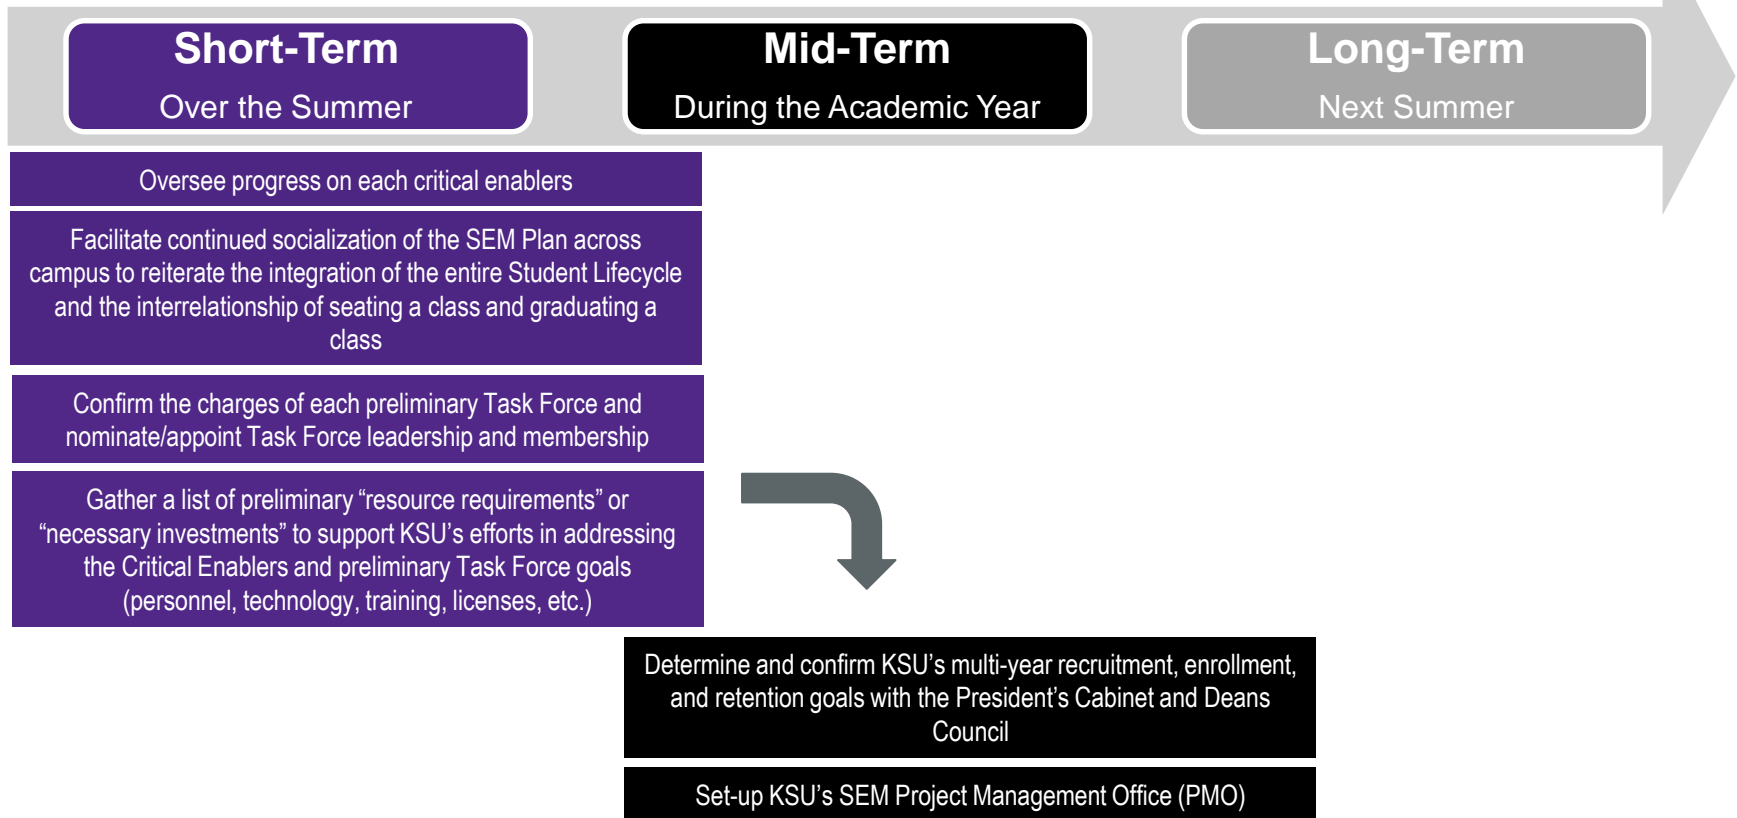 Short-Term
Over the Summer
Mid-Term
During the Academic Year
Long-Term
Next Summer
Oversee progress on each critical enablers
Facilitate continued socialization of the SEM Plan across
campus to reiterate the integration of the entire Student Lifecycle
and the interrelationship of seating a class and graduating a
class
Confirm the charges of each preliminary Task Force and
nominate/appoint Task Force leadership and membership
Gather a list of preliminary “resource requirements” or
“necessary investments” to support KSU’s efforts in addressing
the Critical Enablers and preliminary Task Force goals
(personnel, technology, training, licenses, etc.)
Determine and confirm KSU’s multi-year recruitment, enrollment,
and retention goals with the President’s Cabinet and Deans
Council
Set-up KSU’s SEM Project Management Office (PMO)